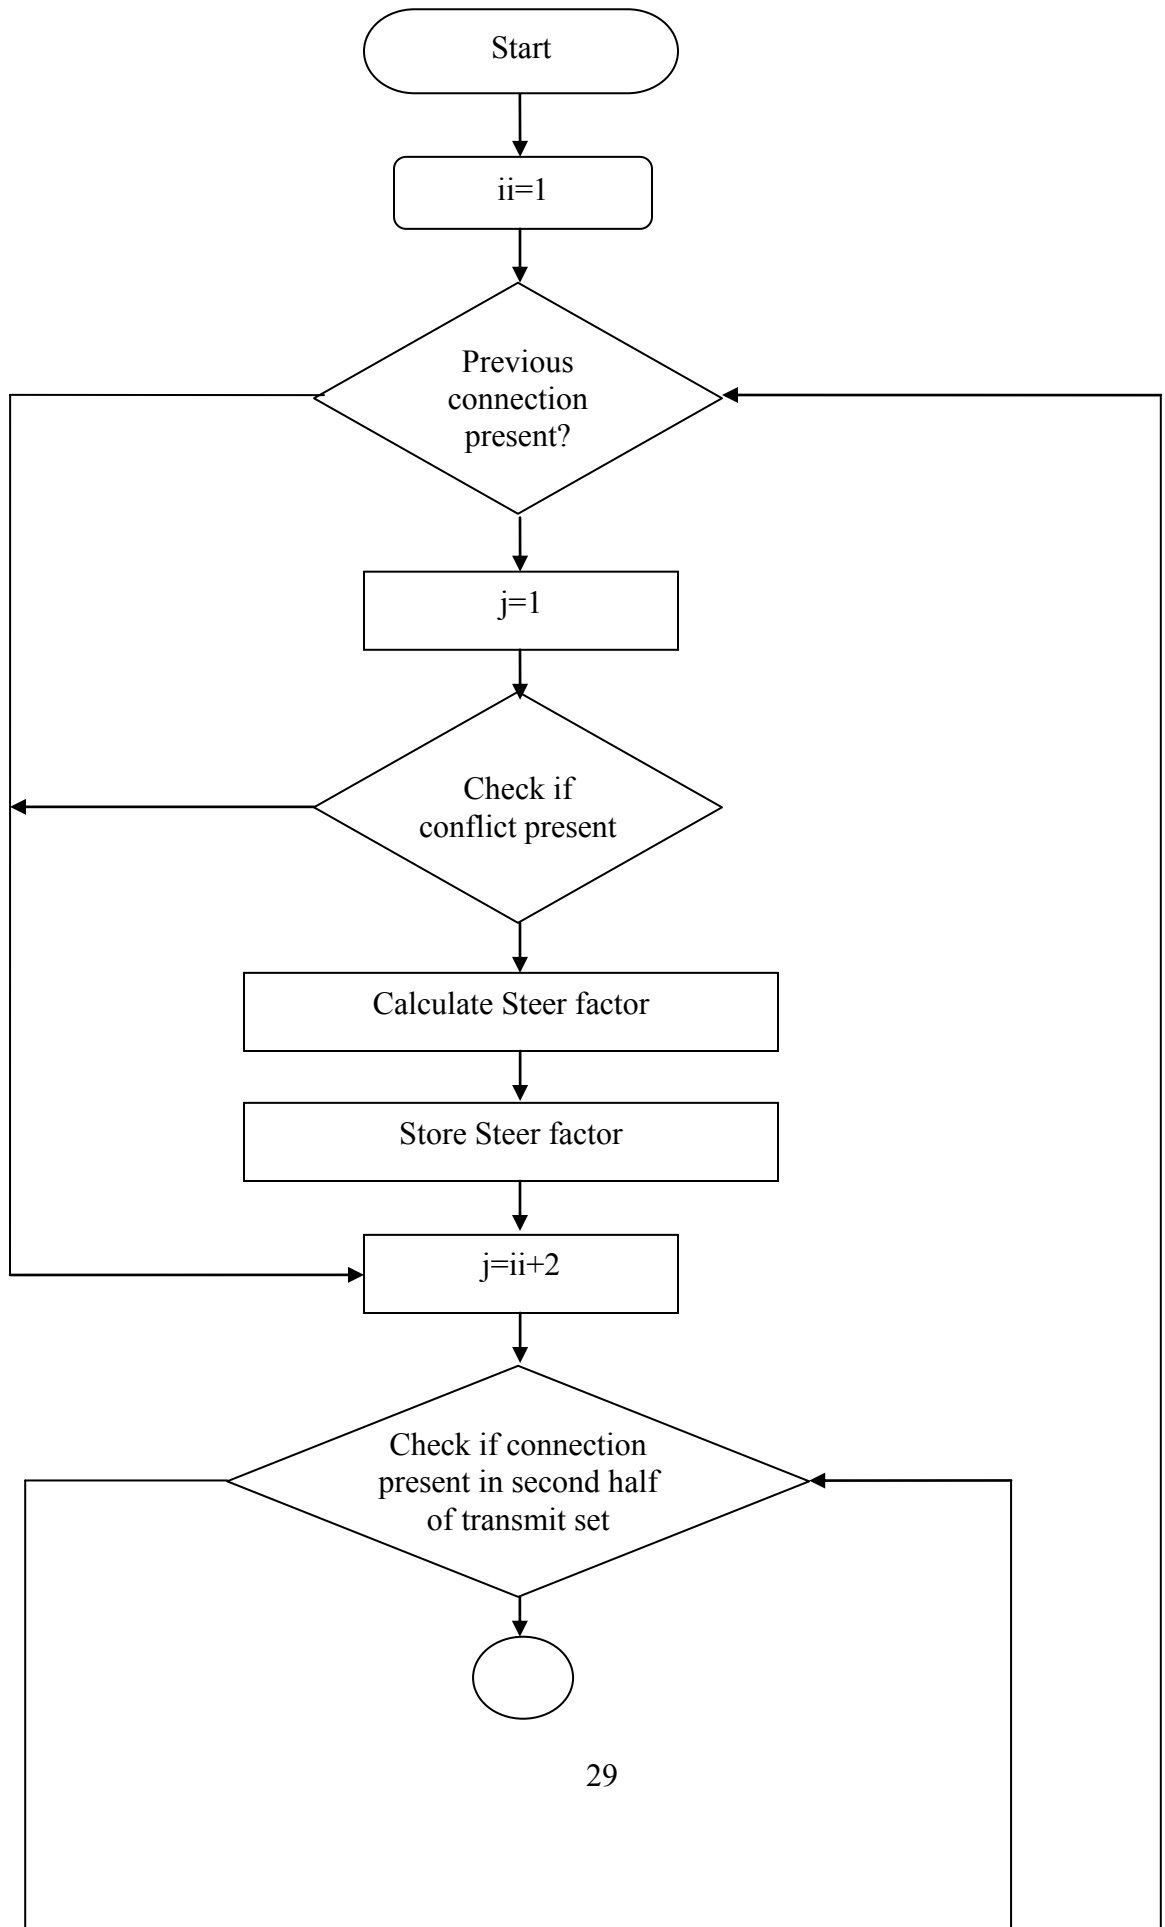 Start
ii=1
Previous
connection
present?
j=1
Check if
conflict present
Calculate Steer factor
Store Steer factor
j=ii+2
Check if connection
present in second half
of transmit set
29